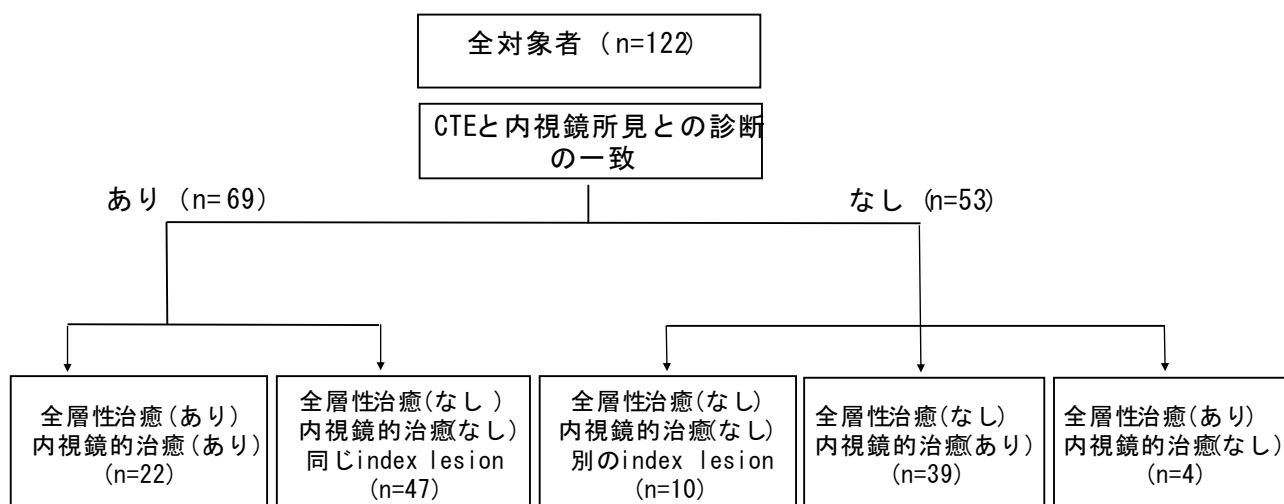 全対象者（n=122）
CTEと内視鏡所見との診断
の一致
あり（n=69）
なし（n=53）
全層性治癒(あり)
内視鏡的治癒(あり)
(n=22)
全層性治癒(なし)
内視鏡的治癒(なし)
同じindex lesion
(n=47)
全層性治癒(なし)
内視鏡的治癒(なし)
別のindex lesion
(n=10)
全層性治癒(なし)
内視鏡的治癒(あり)
(n=39)
全層性治癒(あり)
内視鏡的治癒(なし)
(n=4)